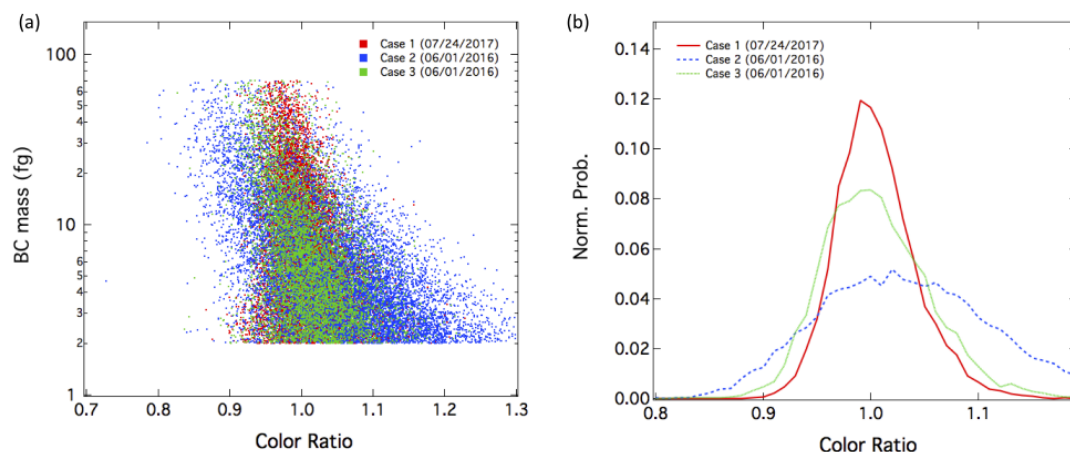 (a)
100
6
4
2
10
6
4
2
1
BC mass (fg)
0.7 0.8 0.9 1.0 1.1 1.2 1.3
Color Ratio
Case 1 (07/24/2017)
Case 2 (06/01/2016)
Case 3 (06/01/2016)
(b)
0.14
0.12
0.10
0.08
0.06
0.04
0.02
0.00
Norm. Prob.
0.8 0.9 1.0 1.1
Color Ratio
Case 1 (07/24/2017)
Case 2 (06/01/2016)
Case 3 (06/01/2016)